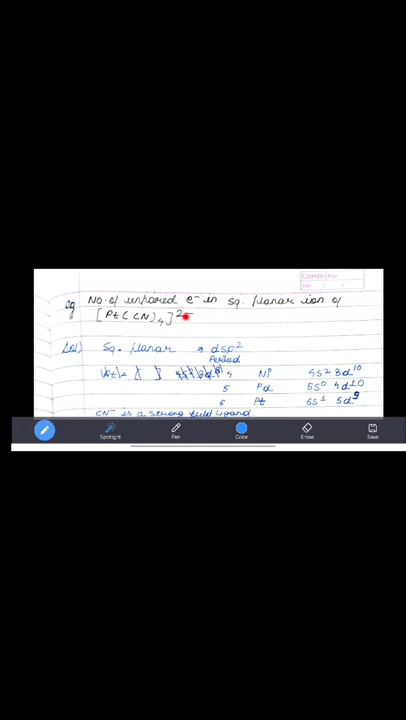 Eg No. of unpaired e⁻ in sq. planar ion of
[Pt(CN)₄]²⁻
Sol) Sq. planar → dsp²
Period
4 Ni 4s² 3d¹⁰
5 Pd 5s⁰ 4d¹⁰
6 Pt 6s¹ 5d⁹
CN⁻ is a strong field ligand
Spotlight Pen Color Erase Save